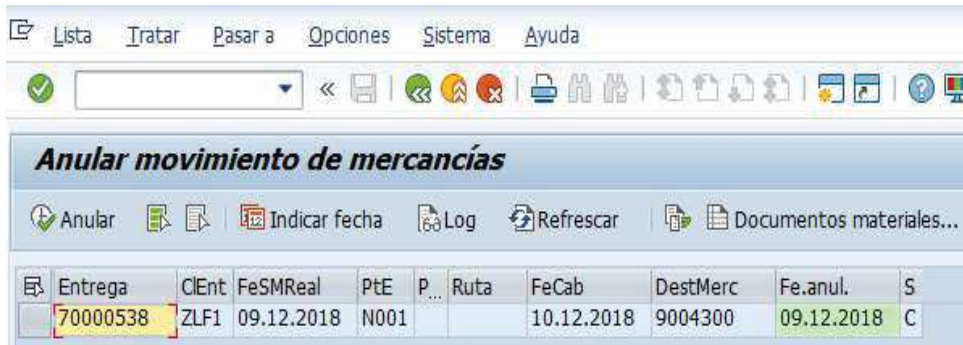 Lista Tratar Pasar a Opciones Sistema Ayuda
Anular movimiento de mercancías
Anular Indicar fecha Log Refrescar Documentos materiales...
Entrega ClEnt FeSMReal PtE P... Ruta FeCab DestMerc Fe.anul. S
70000538 ZLF1 09.12.2018 N001 10.12.2018 9004300 09.12.2018 C